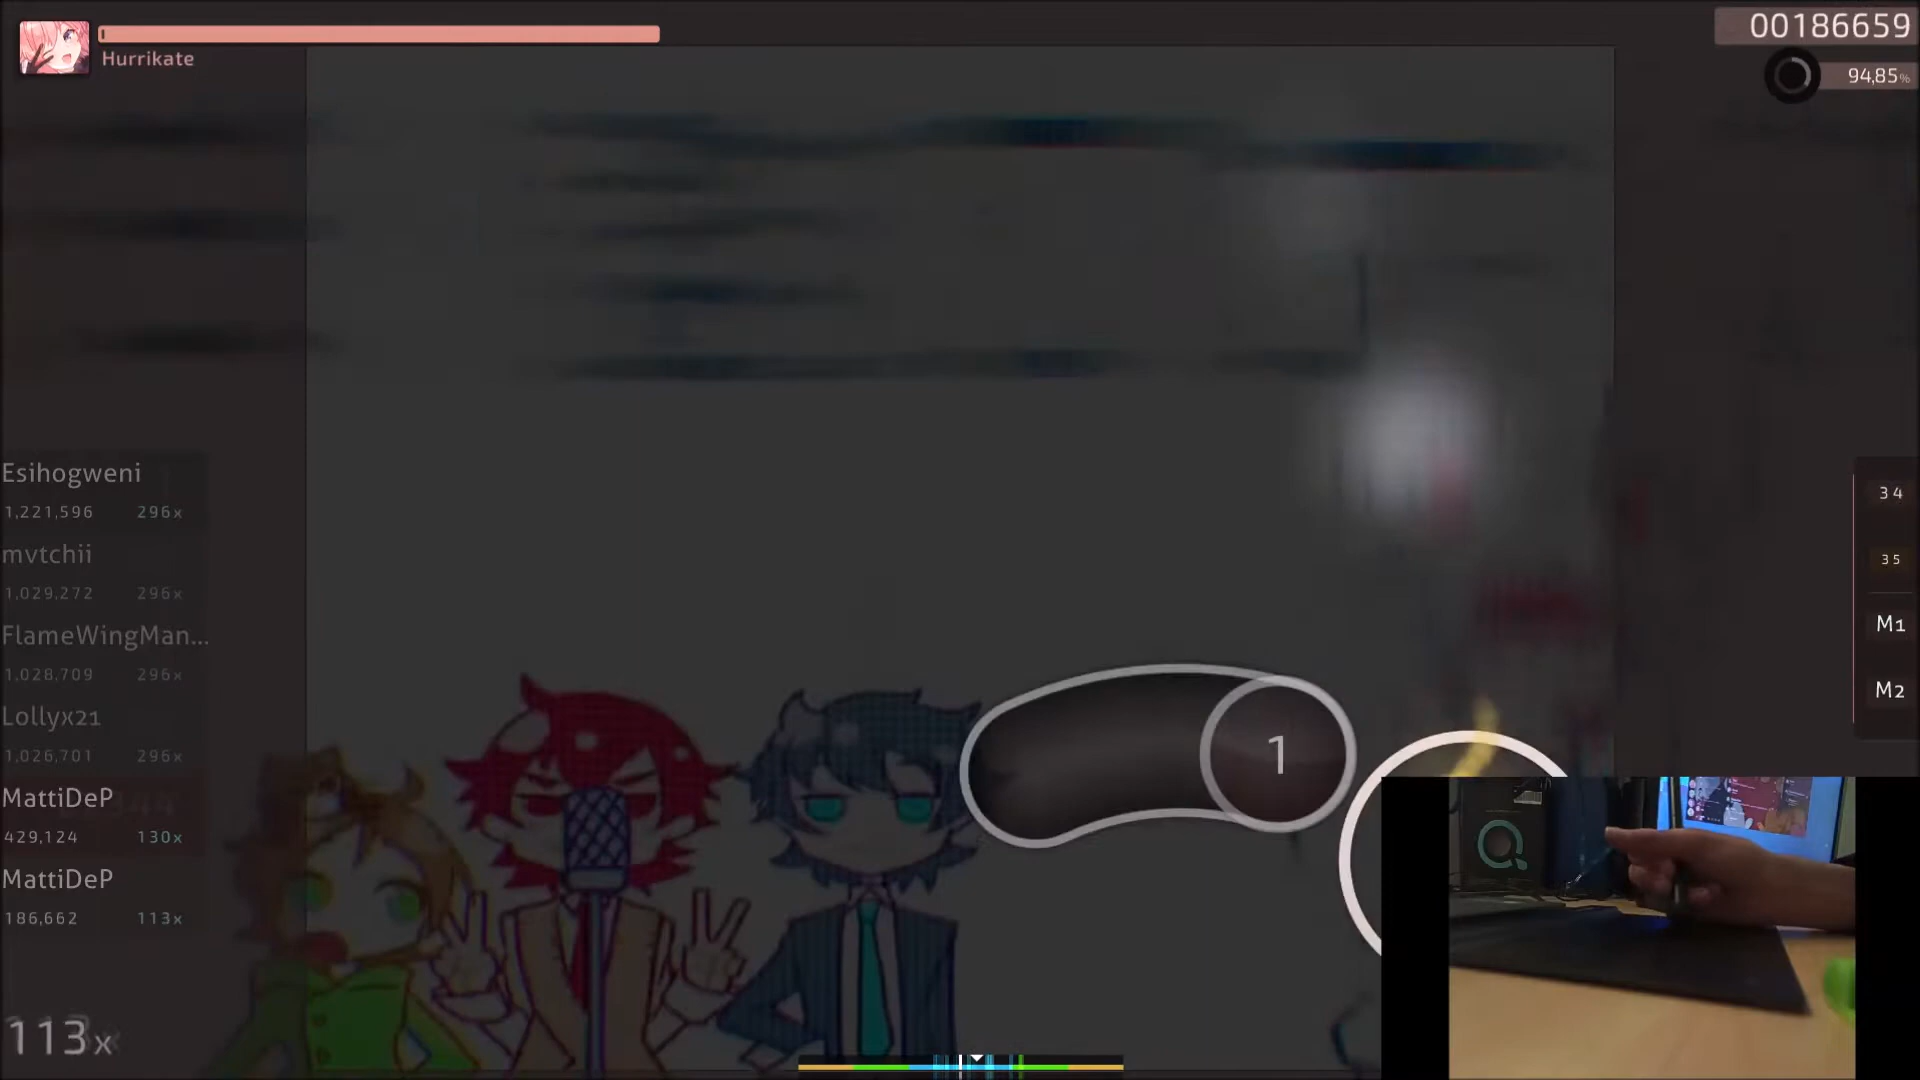 00186659
94,85%
Hurrikate
Esihogweni
1,221,596 296x
mvtchii
1,029,272 296x
FlameWingMan...
1,028,709 296x
Lollyx21
1,026,701 296x
MattiDeP
429,124 130x
MattiDeP
186,662 113x
34
35
M1
M2
1
113x